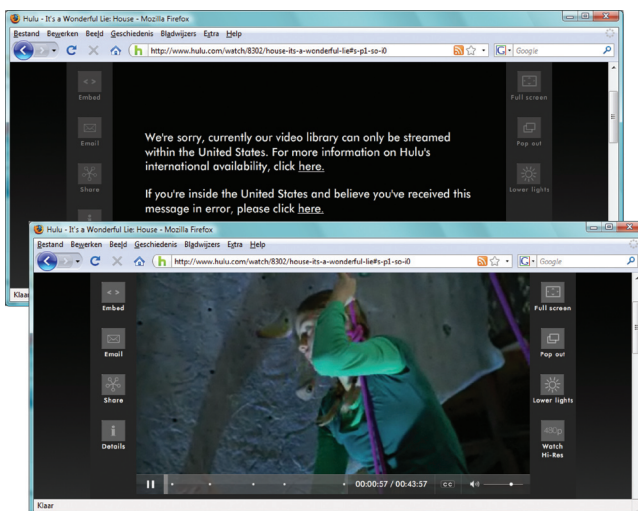 Hulu - It's a Wonderful Lie: House - Mozilla Firefox
Bestand Bewerken Beeld Geschiedenis Bladwijzers Extra Help
http://www.hulu.com/watch/8302/house-its-a-wonderful-lie#s-p1-so-i0
Google
Embed
Full screen
Email
Pop out
Share
Lower lights
We're sorry, currently our video library can only be streamed
within the United States. For more information on Hulu's
international availability, click here.
If you're inside the United States and believe you've received this
message in error, please click here.
Klaar
Hulu - It's a Wonderful Lie: House - Mozilla Firefox
Bestand Bewerken Beeld Geschiedenis Bladwijzers Extra Help
http://www.hulu.com/watch/8302/house-its-a-wonderful-lie#s-p1-so-i0
Google
Embed
Full screen
Email
Pop out
Share
Lower lights
Details
480p
Watch
Hi-Res
00:00:57 / 00:43:57 cc
Klaar